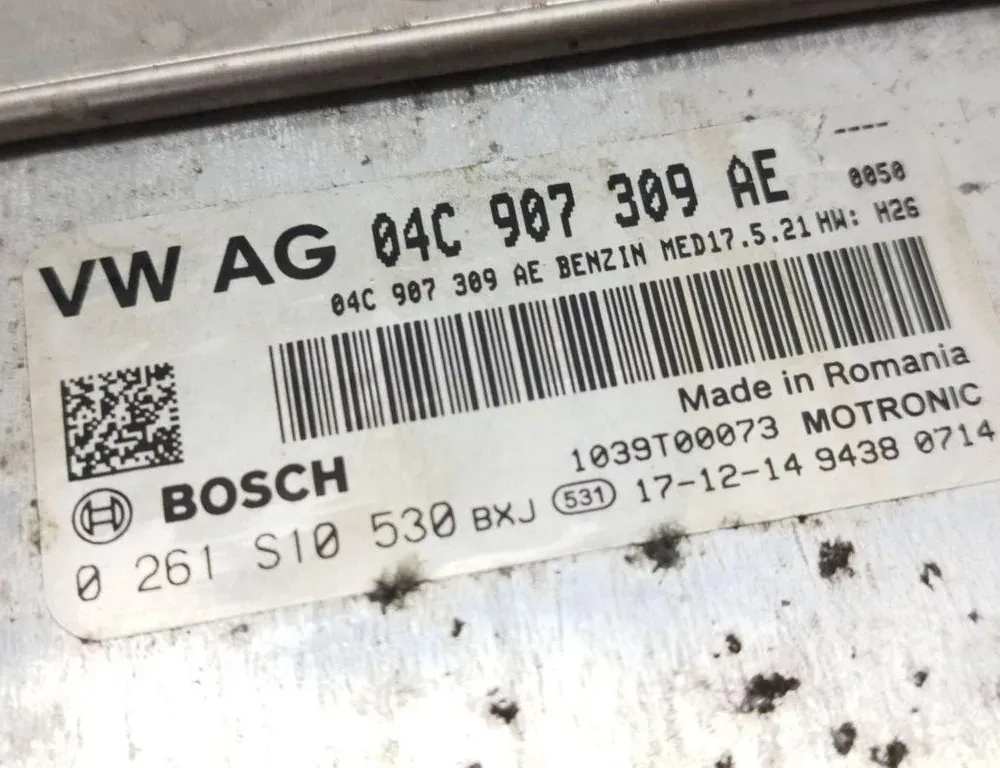 ----
VW AG 04C 907 309 AE 0050
04C 907 309 AE BENZIN MED17.5.21 HW: H26
Made in Romania
1039T00073 MOTRONIC
BOSCH
0 261 S10 530 BXJ 531 17-12-14 9438 0714